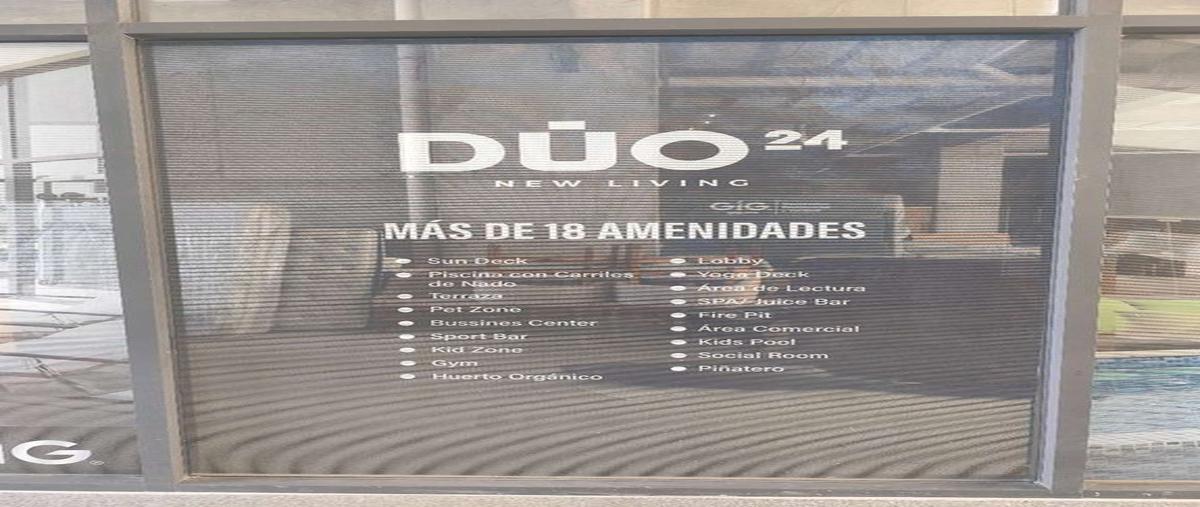 DÚO 24
NEW LIVING
GIG
MÁS DE 18 AMENIDADES
Sun Deck
Piscina con Carriles
de Nado
Terraza
Pet Zone
Bussines Center
Sport Bar
Kid Zone
Gym
Huerto Orgánico
Lobby
Yoga Deck
Área de Lectura
SPA/ Juice Bar
Fire Pit
Área Comercial
Kids Pool
Social Room
Piñatero